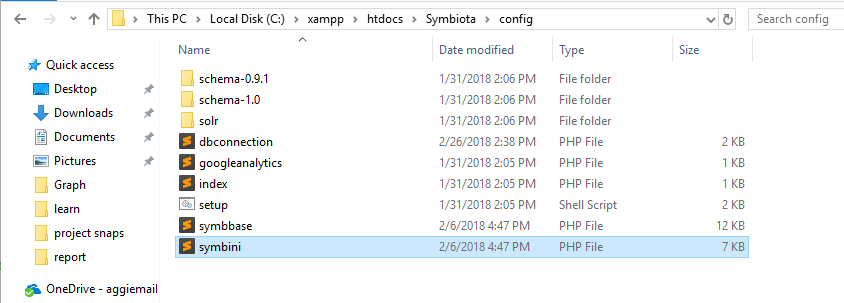 This PC > Local Disk (C:) > xampp > htdocs > Symbiota > config
Search config
Name Date modified Type Size
Quick access
Desktop
Downloads
Documents
Pictures
Graph
learn
project snaps
report
OneDrive - aggiemail
schema-0.9.1 1/31/2018 2:06 PM File folder
schema-1.0 1/31/2018 2:06 PM File folder
solr 1/31/2018 2:06 PM File folder
dbconnection 2/26/2018 2:38 PM PHP File 2 KB
googleanalytics 1/31/2018 2:05 PM PHP File 1 KB
index 1/31/2018 2:05 PM PHP File 1 KB
setup 1/31/2018 2:05 PM Shell Script 2 KB
symbbase 2/6/2018 4:47 PM PHP File 12 KB
symbini 2/6/2018 4:47 PM PHP File 7 KB